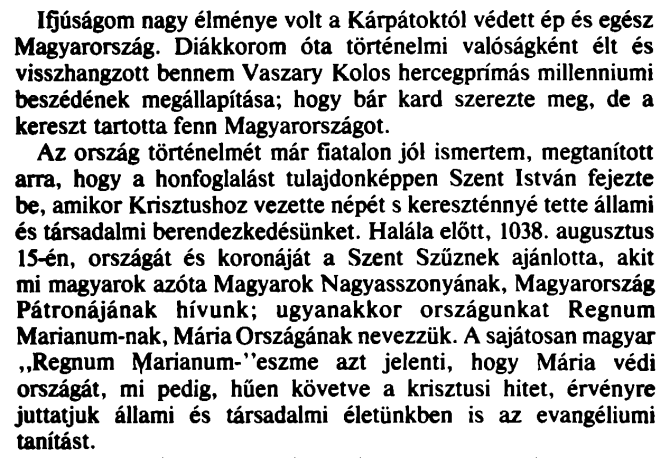 Ifjúságom nagy élménye volt a Kárpátoktól védett ép és egész
Magyarország. Diákkorom óta történelmi valóságként élt és
visszhangzott bennem Vaszary Kolos hercegprímás millenniumi
beszédének megállapítása; hogy bár kard szerezte meg, de a
kereszt tartotta fenn Magyarországot.
Az ország történelmét már fiatalon jól ismertem, megtanított
arra, hogy a honfoglalást tulajdonképpen Szent István fejezte
be, amikor Krisztushoz vezette népét s kereszténnyé tette állami
és társadalmi berendezkedésünket. Halála előtt, 1038. augusztus
15-én, országát és koronáját a Szent Szűznek ajánlotta, akit
mi magyarok azóta Magyarok Nagyasszonyának, Magyarország
Pátronájának hívunk; ugyanakkor országunkat Regnum
Marianum-nak, Mária Országának nevezzük. A sajátosan magyar
,,Regnum Marianum-''eszme azt jelenti, hogy Mária védi
országát, mi pedig, hűen követve a krisztusi hitet, érvényre
juttatjuk állami és társadalmi életünkben is az evangéliumi
tanítást.